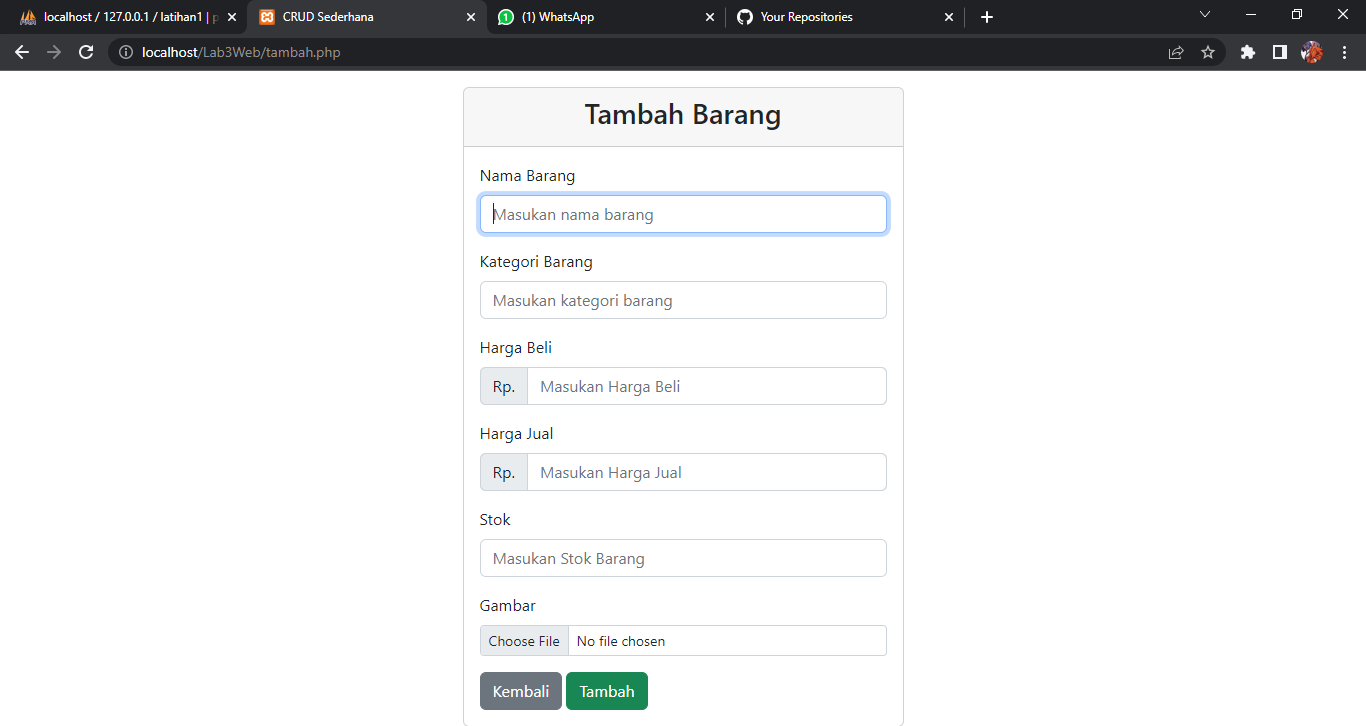 localhost / 127.0.0.1 / latihan1 |
CRUD Sederhana
(1) WhatsApp
Your Repositories
localhost/Lab3Web/tambah.php
Tambah Barang
Nama Barang
Masukan nama barang
Kategori Barang
Masukan kategori barang
Harga Beli
Rp. Masukan Harga Beli
Harga Jual
Rp. Masukan Harga Jual
Stok
Masukan Stok Barang
Gambar
Choose File No file chosen
Kembali Tambah